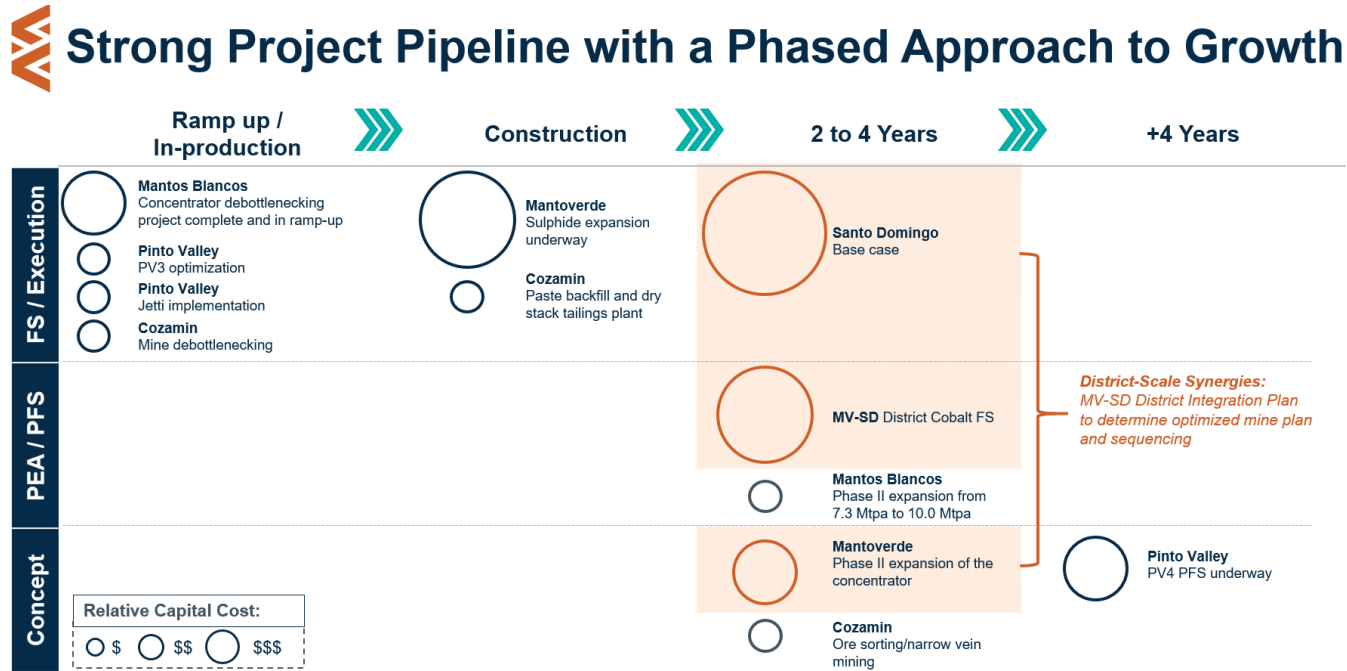 Strong Project Pipeline with a Phased Approach to Growth
Ramp up /
In-production
Construction
2 to 4 Years
+4 Years
FS / Execution
Mantos Blancos
Concentrator debottlenecking
project complete and in ramp-up
Pinto Valley
PV3 optimization
Pinto Valley
Jetti implementation
Cozamin
Mine debottlenecking
Mantoverde
Sulphide expansion
underway
Cozamin
Paste backfill and dry
stack tailings plant
Santo Domingo
Base case
PEA / PFS
MV-SD District Cobalt FS
Mantos Blancos
Phase II expansion from
7.3 Mtpa to 10.0 Mtpa
District-Scale Synergies:
MV-SD District Integration Plan
to determine optimized mine plan
and sequencing
Concept
Mantoverde
Phase II expansion of the
concentrator
Cozamin
Ore sorting/narrow vein
mining
Pinto Valley
PV4 PFS underway
Relative Capital Cost:
$ $$ $$$